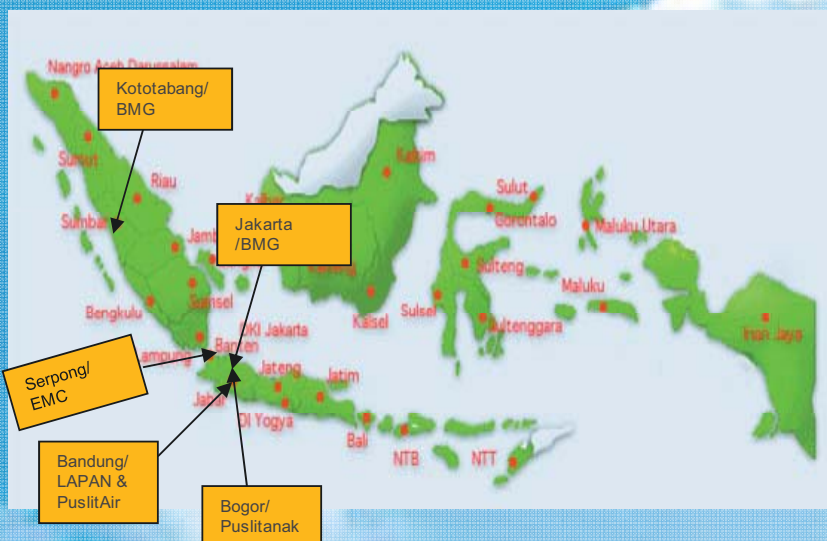 Nangro Aceh Darussalam
Kototabang/
BMG
Sumut
Riau
Kaltim
Sulut
Gorontalo
Maluku Utara
Sumbar
Jakarta
/BMG
Sulteng
Maluku
Bengkulu
Sumsel
Kalsel
Sulsel
Sultenggara
Irian Jaya
DKI Jakarta
Banten
Lampung
Serpong/
EMC
Jateng
Jatim
Jabar
DI Yogya
Bali
NTB
NTT
Bandung/
LAPAN &
PuslitAir
Bogor/
Puslitanak